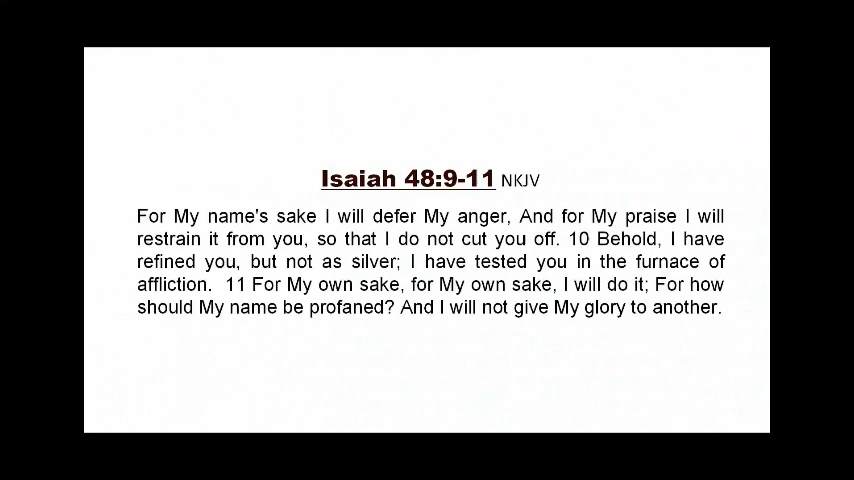 Isaiah 48:9-11 NKJV
For My name's sake I will defer My anger, And for My praise I will
restrain it from you, so that I do not cut you off. 10 Behold, I have
refined you, but not as silver; I have tested you in the furnace of
affliction.  11 For My own sake, for My own sake, I will do it; For how
should My name be profaned? And I will not give My glory to another.